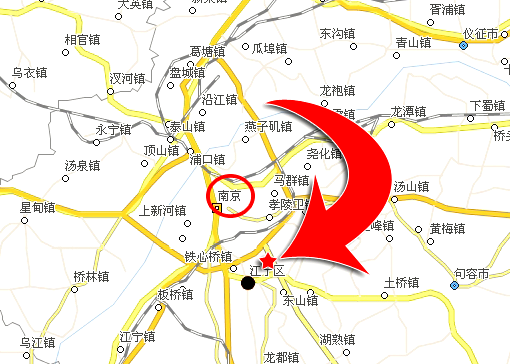 大英镇
胥浦镇
东沟镇
仪征市
相官镇
葛塘镇
瓜埠镇
青山镇
乌衣镇
汊河镇
盘城镇
龙袍镇
沿江镇
下蜀镇
龙潭镇
永宁镇
泰山镇
燕子矶镇
桥头
顶山镇
浦口镇
尧化镇
汤泉镇
马群镇
汤山镇
南京
星甸镇
上新河镇
孝陵卫镇
峰镇
黄梅镇
铁心桥镇
江宁区
句容市
桥林镇
板桥镇
东山镇
土桥镇
江宁镇
乌江镇
龙都镇
湖熟镇